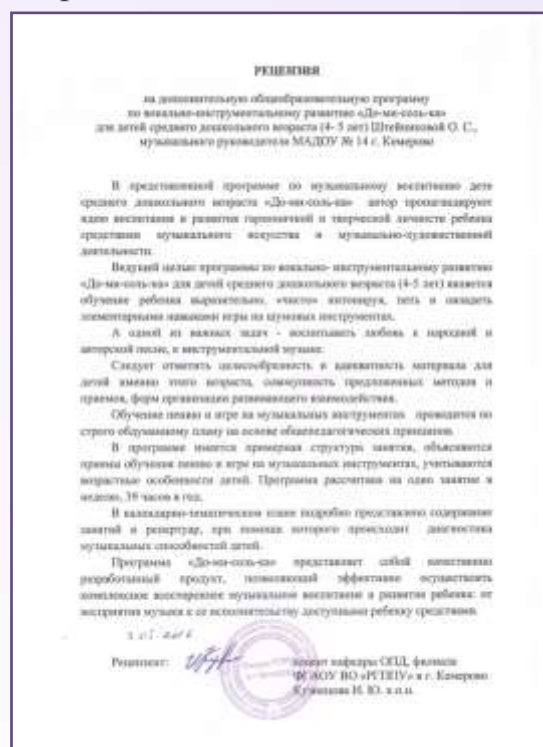 РЕЦЕНЗИЯ
на дополнительную общеобразовательную программу
по вокально-инструментальному развитию «До-ми-соль-ка»
для детей среднего дошкольного возраста (4- 5 лет) Штейниковой О. С.,
музыкального руководителя МАДОУ № 14 г. Кемерово
В представленной программе по музыкальному воспитанию дете
среднего дошкольного возраста «До-ми-соль-ка» автор пропагандируют
идею воспитания и развития гармоничной и творческой личности ребенка
средствами музыкального искусства и музыкально-художественной
деятельности.
Ведущей целью программы по вокально- инструментальному развитию
«До-ми-соль-ка» для детей среднего дошкольного возраста (4-5 лет) является
обучение ребенка выразительно, «чисто» интонируя, петь и овладеть
элементарными навыками игры на шумовых инструментах.
А одной из важных задач - воспитывать любовь к народной и
авторской песне, к инструментальной музыке.
Следует отметить целесообразность и адекватность материала для
детей именно этого возраста, совокупность предложенных методов и
приемов, форм организации развивающего взаимодействия.
Обучение пению и игре на музыкальных инструментах проводится по
строго обдуманному плану на основе общепедагогических принципов.
В программе имеется примерная структура занятия, объясняются
приемы обучения пению и игре на музыкальных инструментах, учитываются
возрастные особенности детей. Программа рассчитана на одно занятие в
неделю, 39 часов в год.
В календарно-тематическом плане подробно представлено содержание
занятий и репертуар, при помощи которого происходит диагностика
музыкальных способностей детей.
Программа «До-ми-соль-ка» представляет собой качественно
разработанный продукт, позволяющий эффективно осуществлять
комплексное всестороннее музыкальное воспитание и развитие ребенка: от
восприятия музыки к ее исполнительству доступными ребенку средствами.
Рецензент:
доцент кафедры ОПД, филиала
ФГАОУ ВО «РГППУ» в г. Кемерово
Кузнецова И. Ю. к.п.н.